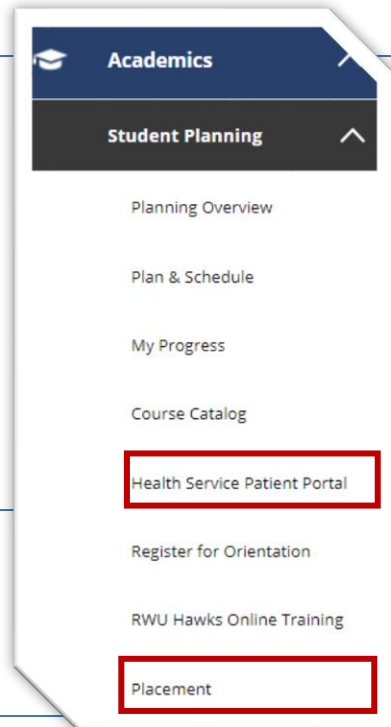 Academics
Student Planning
Planning Overview
Plan & Schedule
My Progress
Course Catalog
Health Service Patient Portal
Register for Orientation
RWU Hawks Online Training
Placement